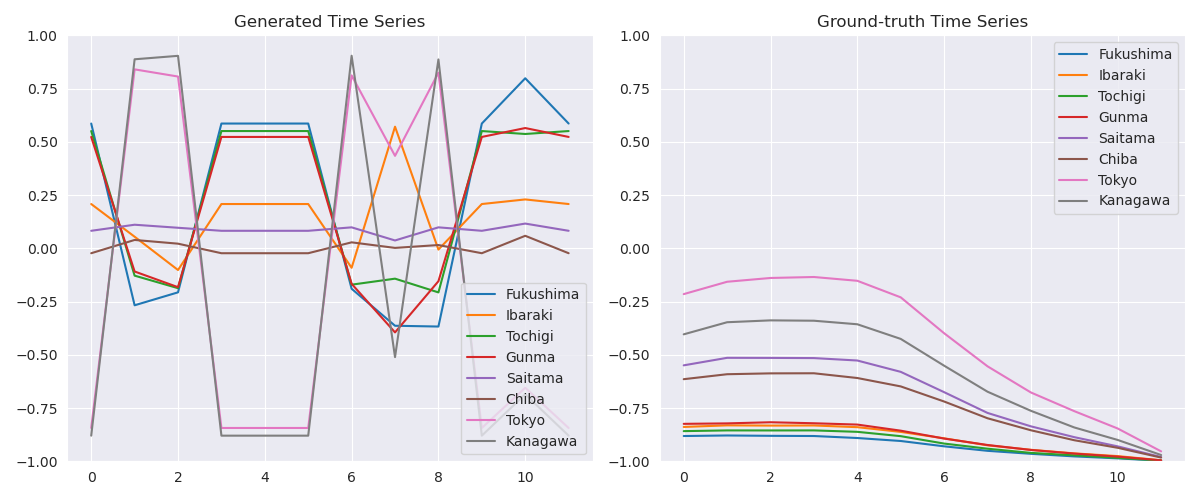 Generated Time Series
1.00
0.75
0.50
0.25
0.00
−0.25
−0.50
−0.75
−1.00
0 2 4 6 8 10
Fukushima
Ibaraki
Tochigi
Gunma
Saitama
Chiba
Tokyo
Kanagawa
Ground-truth Time Series
1.00
0.75
0.50
0.25
0.00
−0.25
−0.50
−0.75
−1.00
0 2 4 6 8 10
Fukushima
Ibaraki
Tochigi
Gunma
Saitama
Chiba
Tokyo
Kanagawa